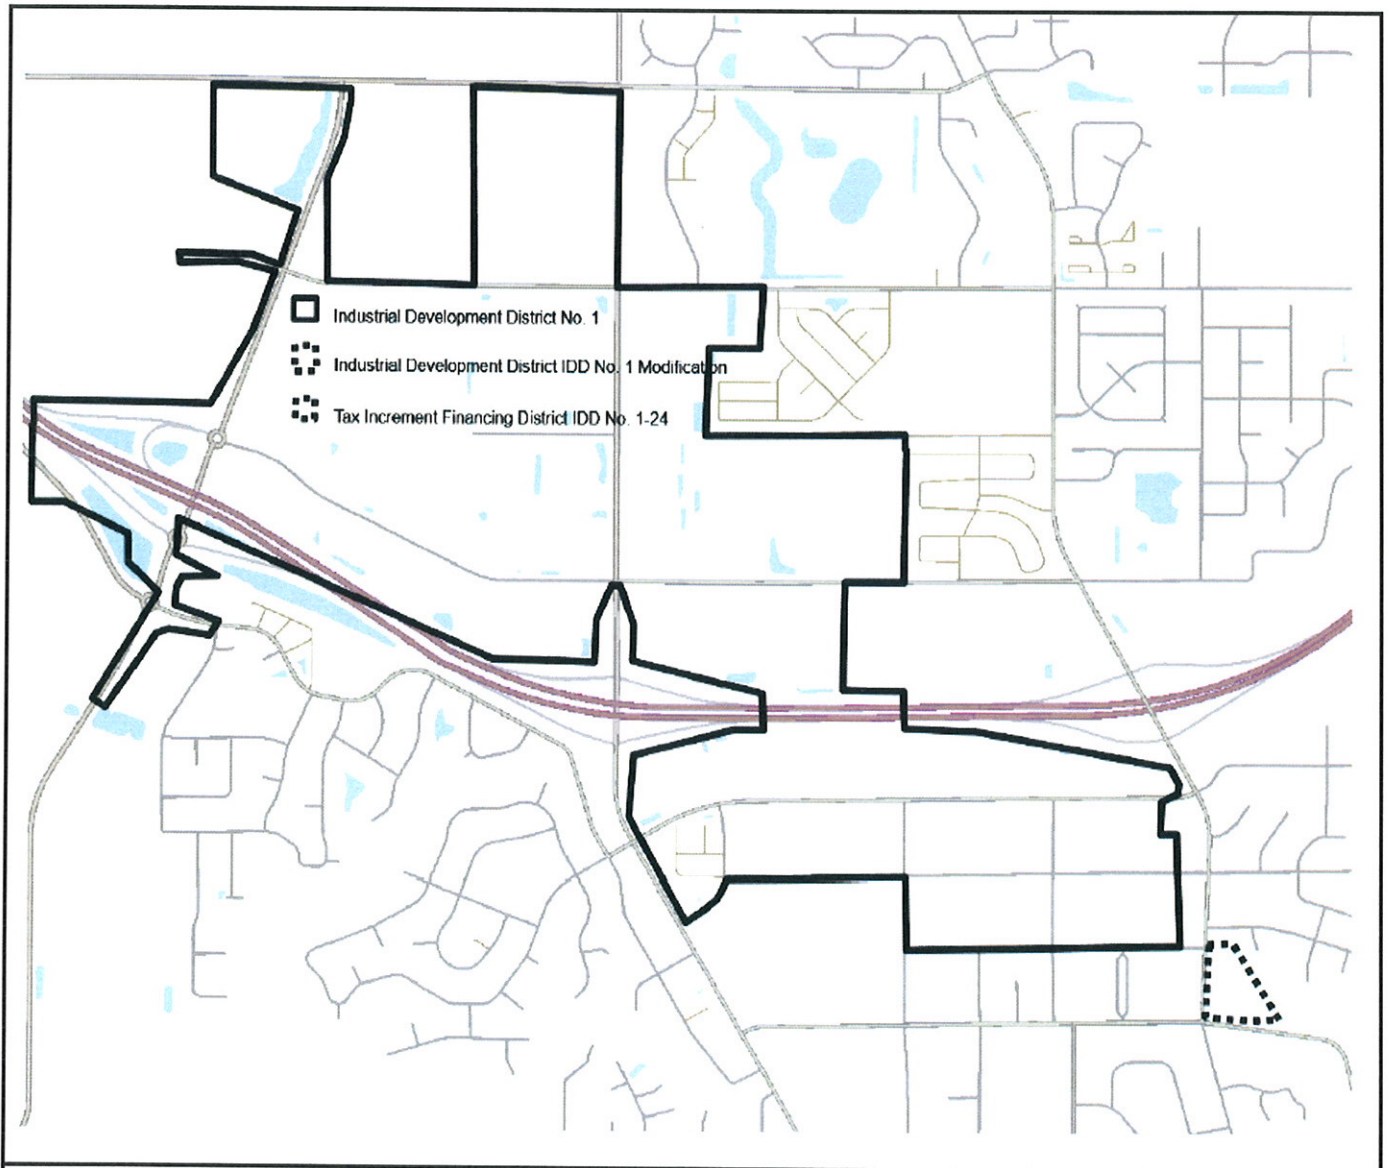 Industrial Development District No. 1
Industrial Development District IDD No. 1 Modification
Tax Increment Financing District IDD No. 1-24